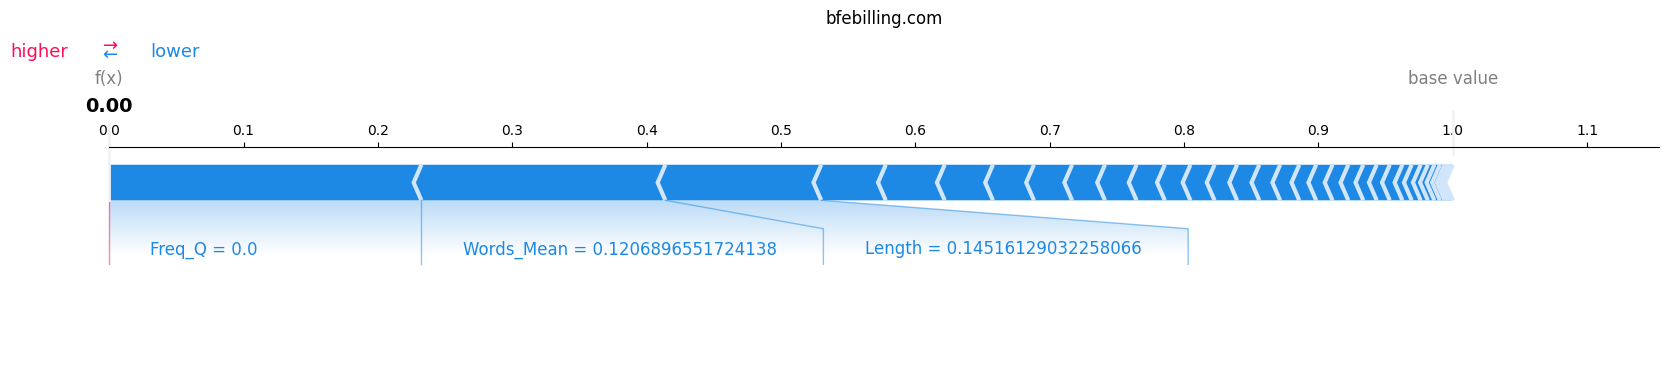 bfebilling.com
higher ⇄ lower
f(x) base value
0.00
0.0 0.1 0.2 0.3 0.4 0.5 0.6 0.7 0.8 0.9 1.0 1.1
Freq_Q = 0.0 Words_Mean = 0.1206896551724138 Length = 0.14516129032258066